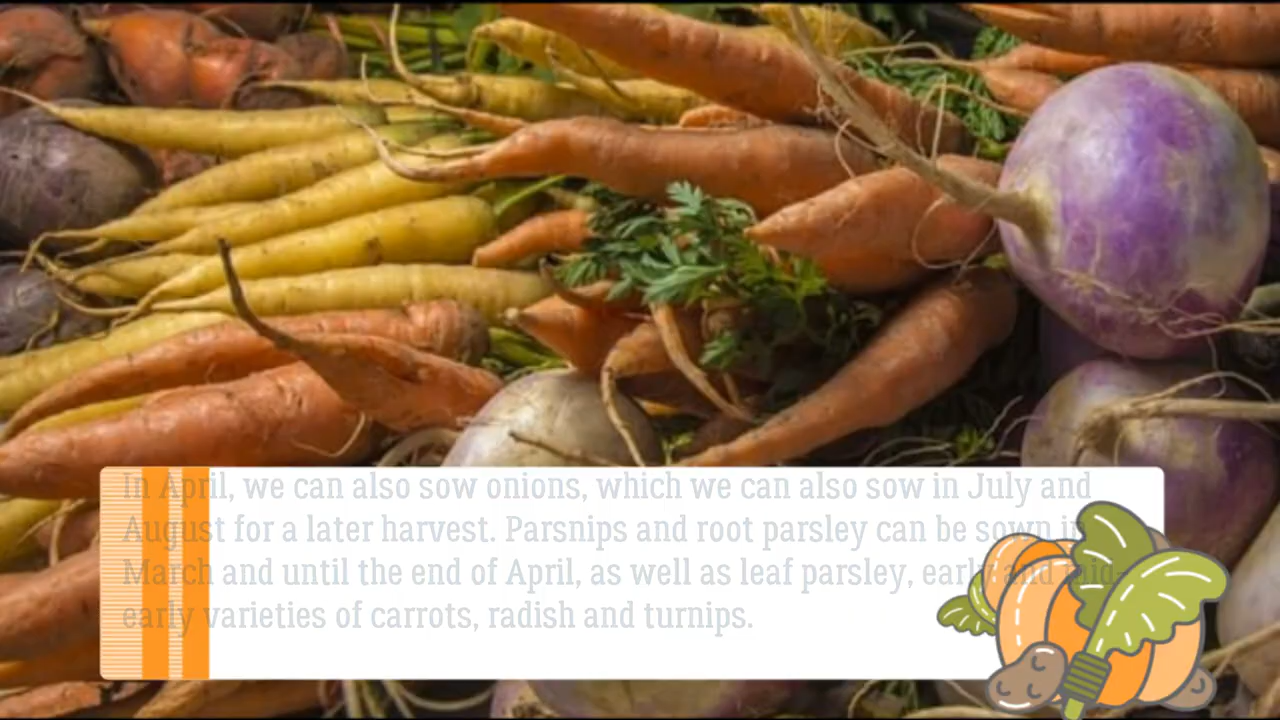 In April, we can also sow onions, which we can also sow in July and
August for a later harvest. Parsnips and root parsley can be sown in
March and until the end of April, as well as leaf parsley, early and mid-
early varieties of carrots, radish and turnips.